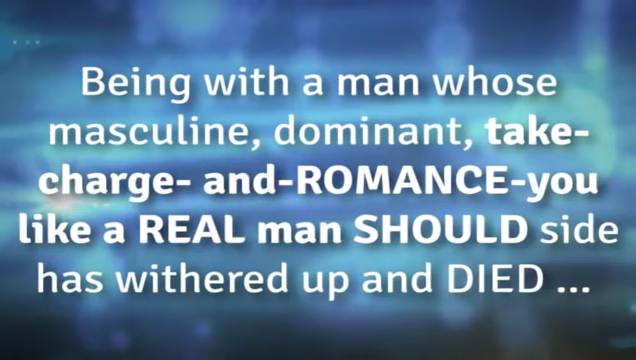 Being with a man whose
masculine, dominant, take-
charge- and-ROMANCE-you
like a REAL man SHOULD side
has withered up and DIED ...